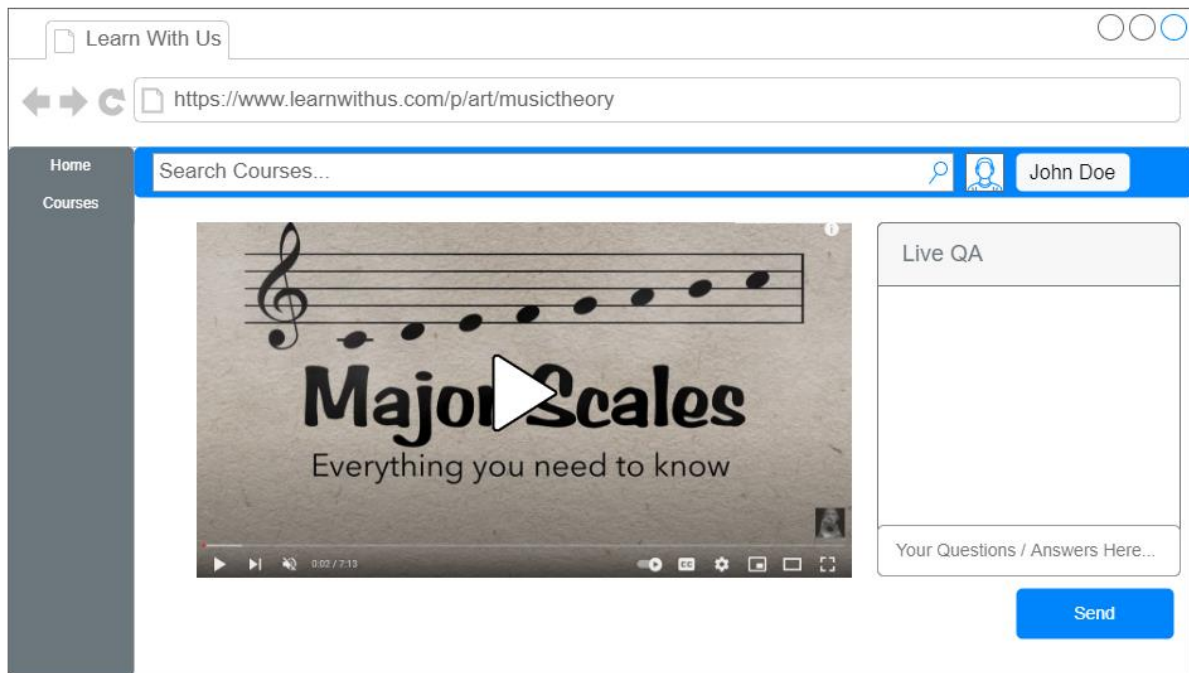 Learn With Us
https://www.learnwithus.com/p/art/musictheory
Home
Search Courses...
John Doe
Courses
Live QA
Major Scales
Everything you need to know
Your Questions / Answers Here...
0:02 / 7:13
CC
Send